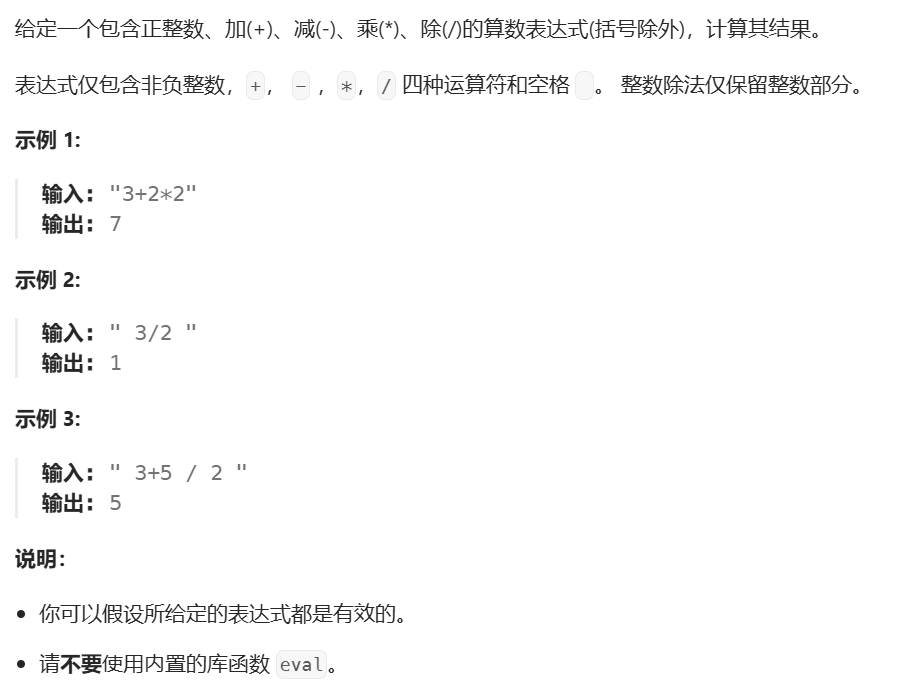 给定一个包含正整数、加(+)、减(-)、乘(*)、除(/)的算数表达式(括号除外)，计算其结果。
表达式仅包含非负整数，+， - ，*，/ 四种运算符和空格  。 整数除法仅保留整数部分。
示例 1:
输入： "3+2*2"
输出： 7
示例 2:
输入： " 3/2 "
输出： 1
示例 3:
输入： " 3+5 / 2 "
输出： 5
说明：
• 你可以假设所给定的表达式都是有效的。
• 请不要使用内置的库函数 eval。